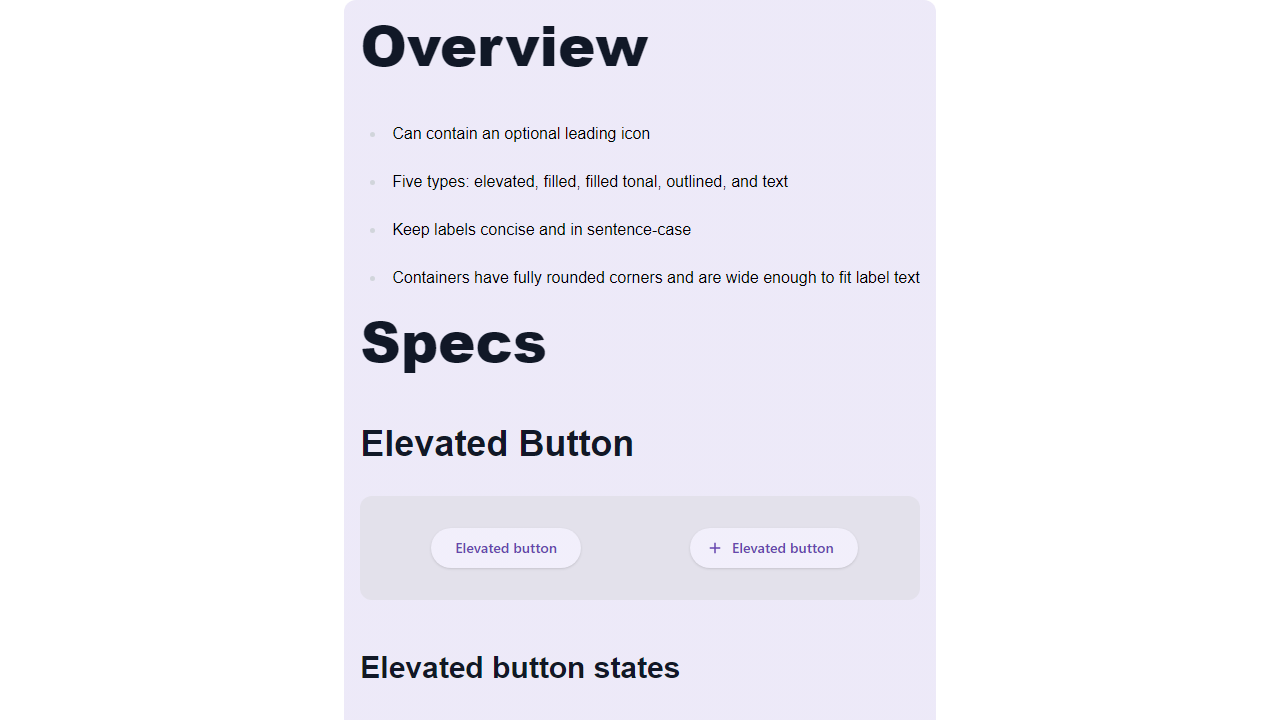 Overview
Can contain an optional leading icon
Five types: elevated, filled, filled tonal, outlined, and text
Keep labels concise and in sentence-case
Containers have fully rounded corners and are wide enough to fit label text
Specs
Elevated Button
Elevated button
Elevated button
Elevated button states